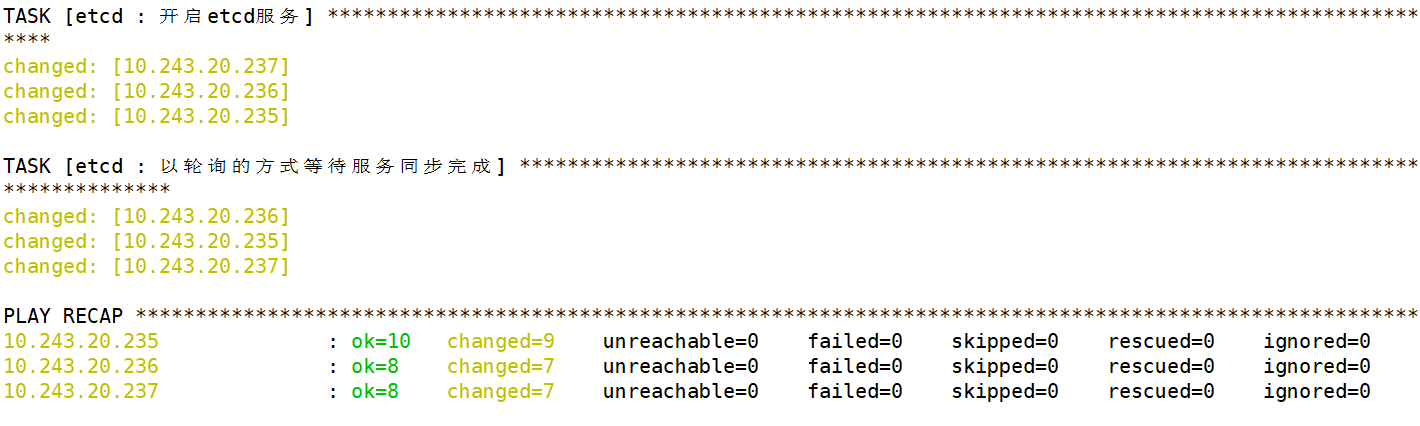 TASK [etcd : 开启etcd服务] *******************************************************************************************
****
changed: [10.243.20.237]
changed: [10.243.20.236]
changed: [10.243.20.235]
TASK [etcd : 以轮询的方式等待服务同步完成] ***************************************************************************
**************
changed: [10.243.20.236]
changed: [10.243.20.235]
changed: [10.243.20.237]
PLAY RECAP ***********************************************************************************************************
10.243.20.235 : ok=10 changed=9 unreachable=0 failed=0 skipped=0 rescued=0 ignored=0
10.243.20.236 : ok=8 changed=7 unreachable=0 failed=0 skipped=0 rescued=0 ignored=0
10.243.20.237 : ok=8 changed=7 unreachable=0 failed=0 skipped=0 rescued=0 ignored=0